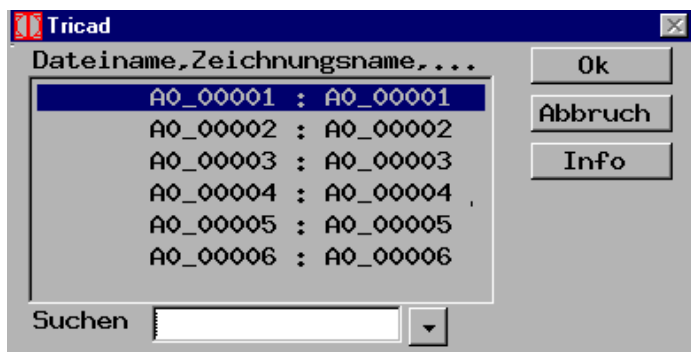 Tricad
Dateiname,Zeichnungsname,...
A0_00001 : A0_00001
A0_00002 : A0_00002
A0_00003 : A0_00003
A0_00004 : A0_00004
A0_00005 : A0_00005
A0_00006 : A0_00006
Ok
Abbruch
Info
Suchen